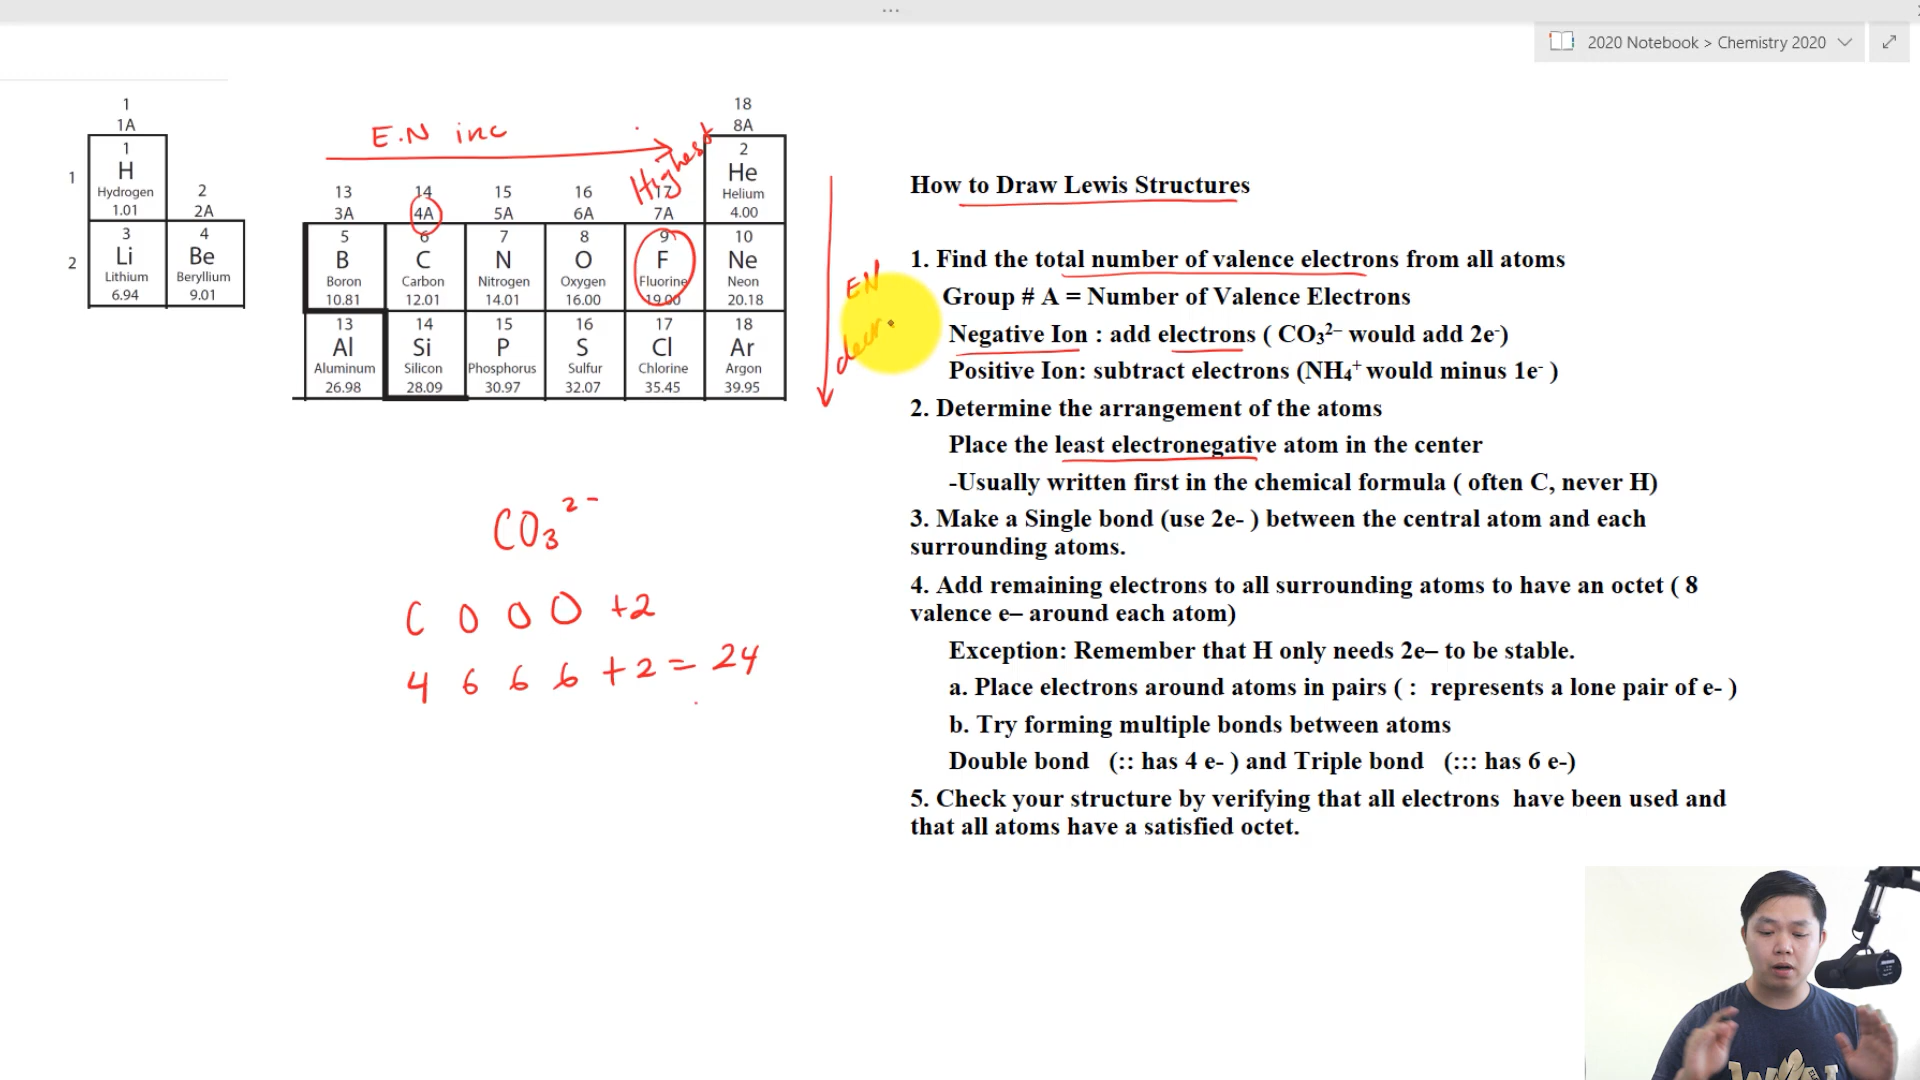 2020 Notebook > Chemistry 2020
1 18
1A 8A
E.N inc
Highest
1 H Hydrogen 1.01
2 He Helium 4.00
1
2 13 14 15 16 17
2A 3A 4A 5A 6A 7A
2
3 Li Lithium 6.94
4 Be Beryllium 9.01
5 B Boron 10.81
6 C Carbon 12.01
7 N Nitrogen 14.01
8 O Oxygen 16.00
9 F Fluorine 19.00
10 Ne Neon 20.18
13 Al Aluminum 26.98
14 Si Silicon 28.09
15 P Phosphorus 30.97
16 S Sulfur 32.07
17 Cl Chlorine 35.45
18 Ar Argon 39.95
EN
decr
CO₃²⁻
C O O O +2
4 6 6 6 +2 = 24
How to Draw Lewis Structures
1. Find the total number of valence electrons from all atoms
Group # A = Number of Valence Electrons
Negative Ion : add electrons ( CO₃²⁻ would add 2e⁻)
Positive Ion: subtract electrons (NH₄⁺ would minus 1e⁻ )
2. Determine the arrangement of the atoms
Place the least electronegative atom in the center
-Usually written first in the chemical formula ( often C, never H)
3. Make a Single bond (use 2e- ) between the central atom and each
surrounding atoms.
4. Add remaining electrons to all surrounding atoms to have an octet ( 8
valence e– around each atom)
Exception: Remember that H only needs 2e– to be stable.
a. Place electrons around atoms in pairs ( : represents a lone pair of e- )
b. Try forming multiple bonds between atoms
Double bond (:: has 4 e- ) and Triple bond (::: has 6 e-)
5. Check your structure by verifying that all electrons have been used and
that all atoms have a satisfied octet.